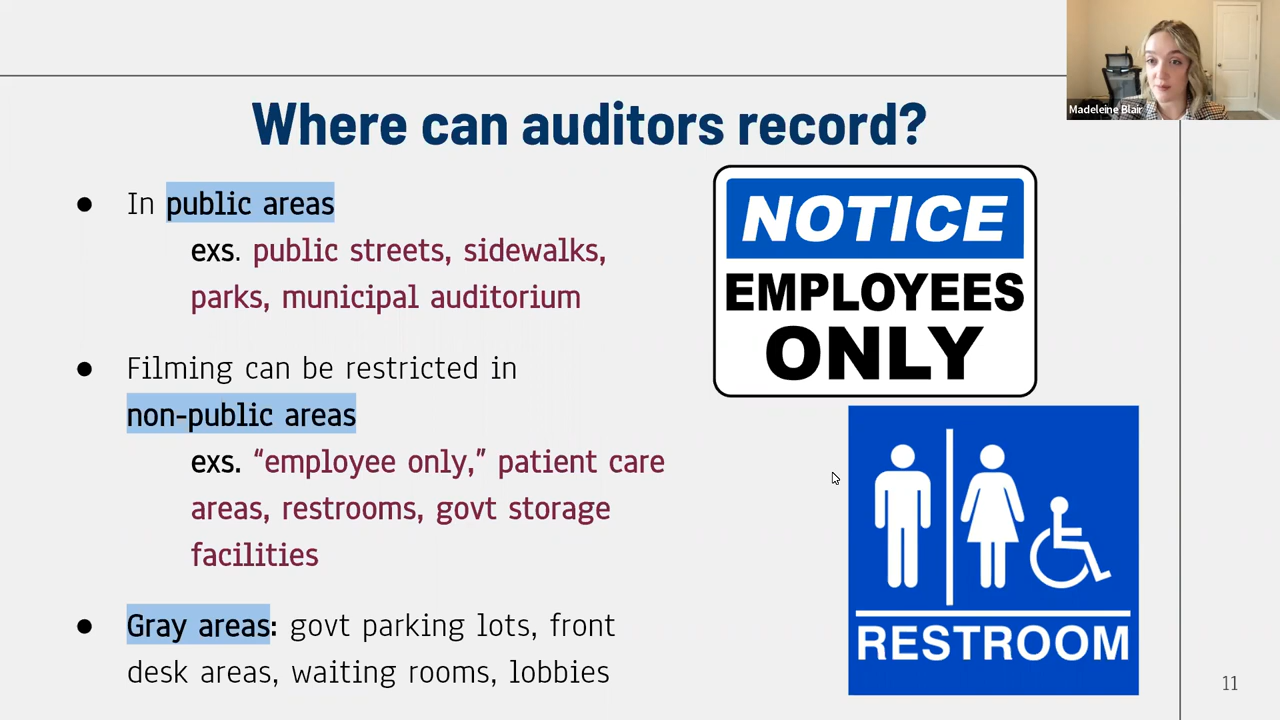 Madeleine Blair
Where can auditors record?
● In public areas
exs. public streets, sidewalks,
parks, municipal auditorium
● Filming can be restricted in
non-public areas
exs. “employee only,” patient care
areas, restrooms, govt storage
facilities
● Gray areas: govt parking lots, front
desk areas, waiting rooms, lobbies
NOTICE
EMPLOYEES
ONLY
RESTROOM
11